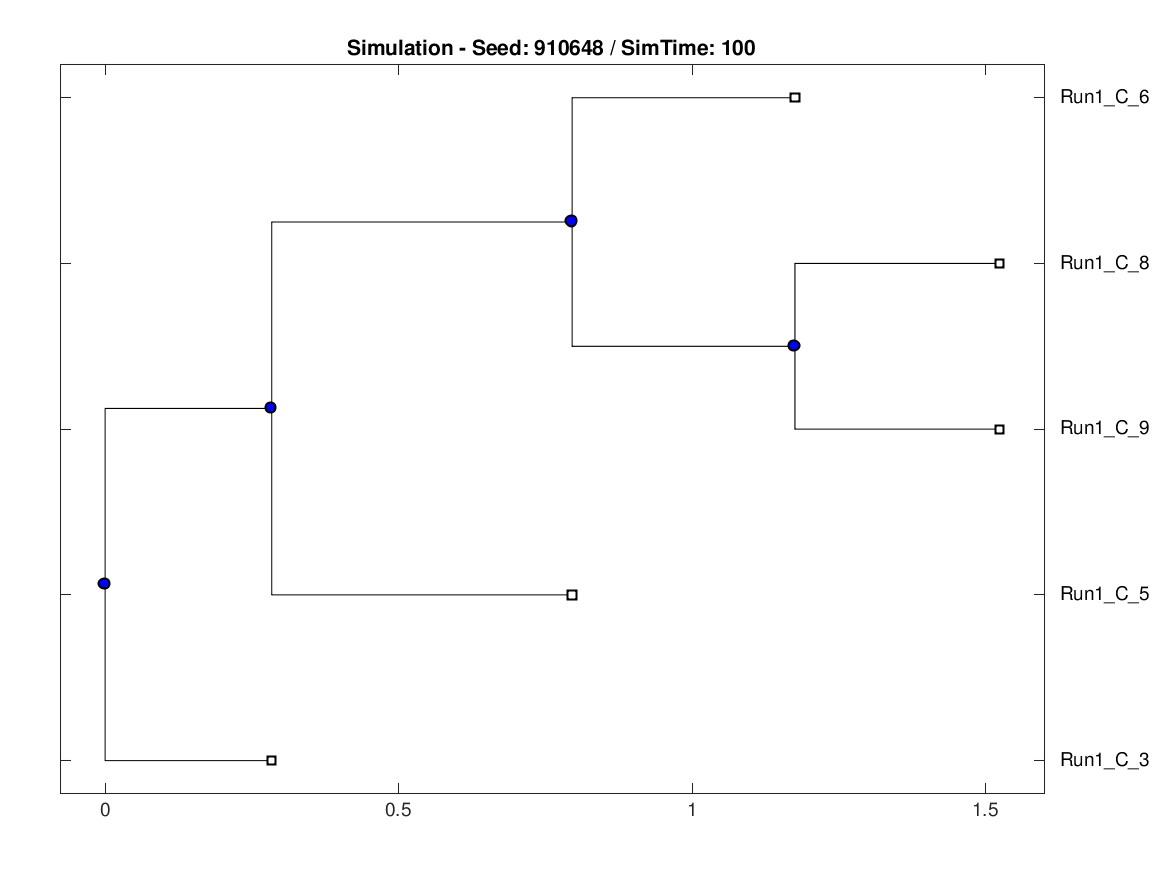 Simulation - Seed: 910648 / SimTime: 100
Run1_C_6
Run1_C_8
Run1_C_9
Run1_C_5
Run1_C_3
0 0.5 1 1.5